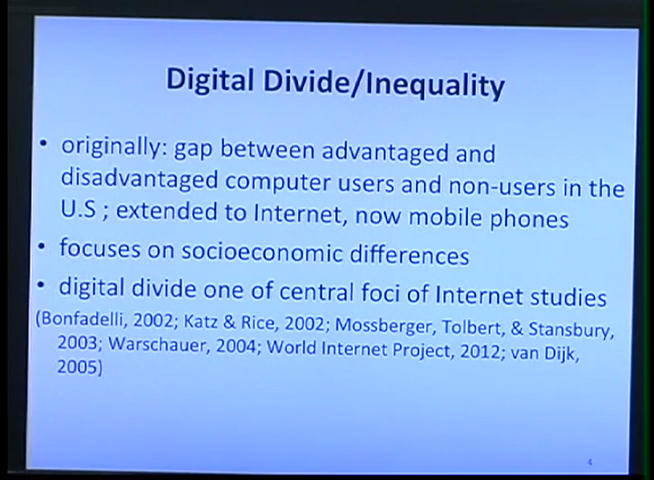 Digital Divide/Inequality
• originally: gap between advantaged and
disadvantaged computer users and non-users in the
U.S ; extended to Internet, now mobile phones
• focuses on socioeconomic differences
• digital divide one of central foci of Internet studies
(Bonfadelli, 2002; Katz & Rice, 2002; Mossberger, Tolbert, & Stansbury,
2003; Warschauer, 2004; World Internet Project, 2012; van Dijk,
2005)
4